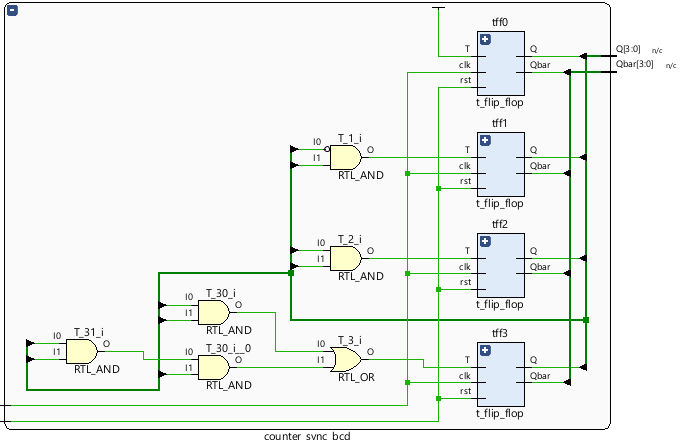 tff0
T Q Q[3:0] n/c
clk Qbar Qbar[3:0] n/c
rst
t_flip_flop
tff1
T_1_i
I0
I1 O T Q
RTL_AND clk Qbar
rst
t_flip_flop
tff2
T_2_i
I0
I1 O T Q
RTL_AND clk Qbar
rst
t_flip_flop
T_30_i
I0
I1 O
RTL_AND
tff3
T_31_i
I0
I1 O
RTL_AND
T_30_i__0
I0
I1 O
RTL_AND
T_3_i
I0
I1 O
RTL_OR
T Q
clk Qbar
rst
t_flip_flop
counter_sync_bcd